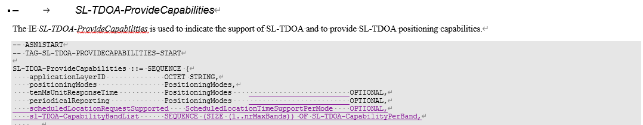 – → SL-TDOA-ProvideCapabilities
The IE SL-TDOA-ProvideCapabilities is used to indicate the support of SL-TDOA and to provide SL-TDOA positioning capabilities.
-- ASN1START
-- TAG-SL-TDOA-PROVIDECAPABILITIES-START
SL-TDOA-ProvideCapabilities ::= SEQUENCE {
applicationLayerID OCTET STRING,
positioningModes PositioningModes,
tenMsUnitResponseTime PositioningModes OPTIONAL,
periodicalReporting PositioningModes OPTIONAL,
scheduledLocationRequestSupported ScheduledLocationTimeSupportPerMode OPTIONAL,
sl-TDOA-CapabilityBandList SEQUENCE (SIZE (1..nrMaxBands)) OF SL-TDOA-CapabilityPerBand,